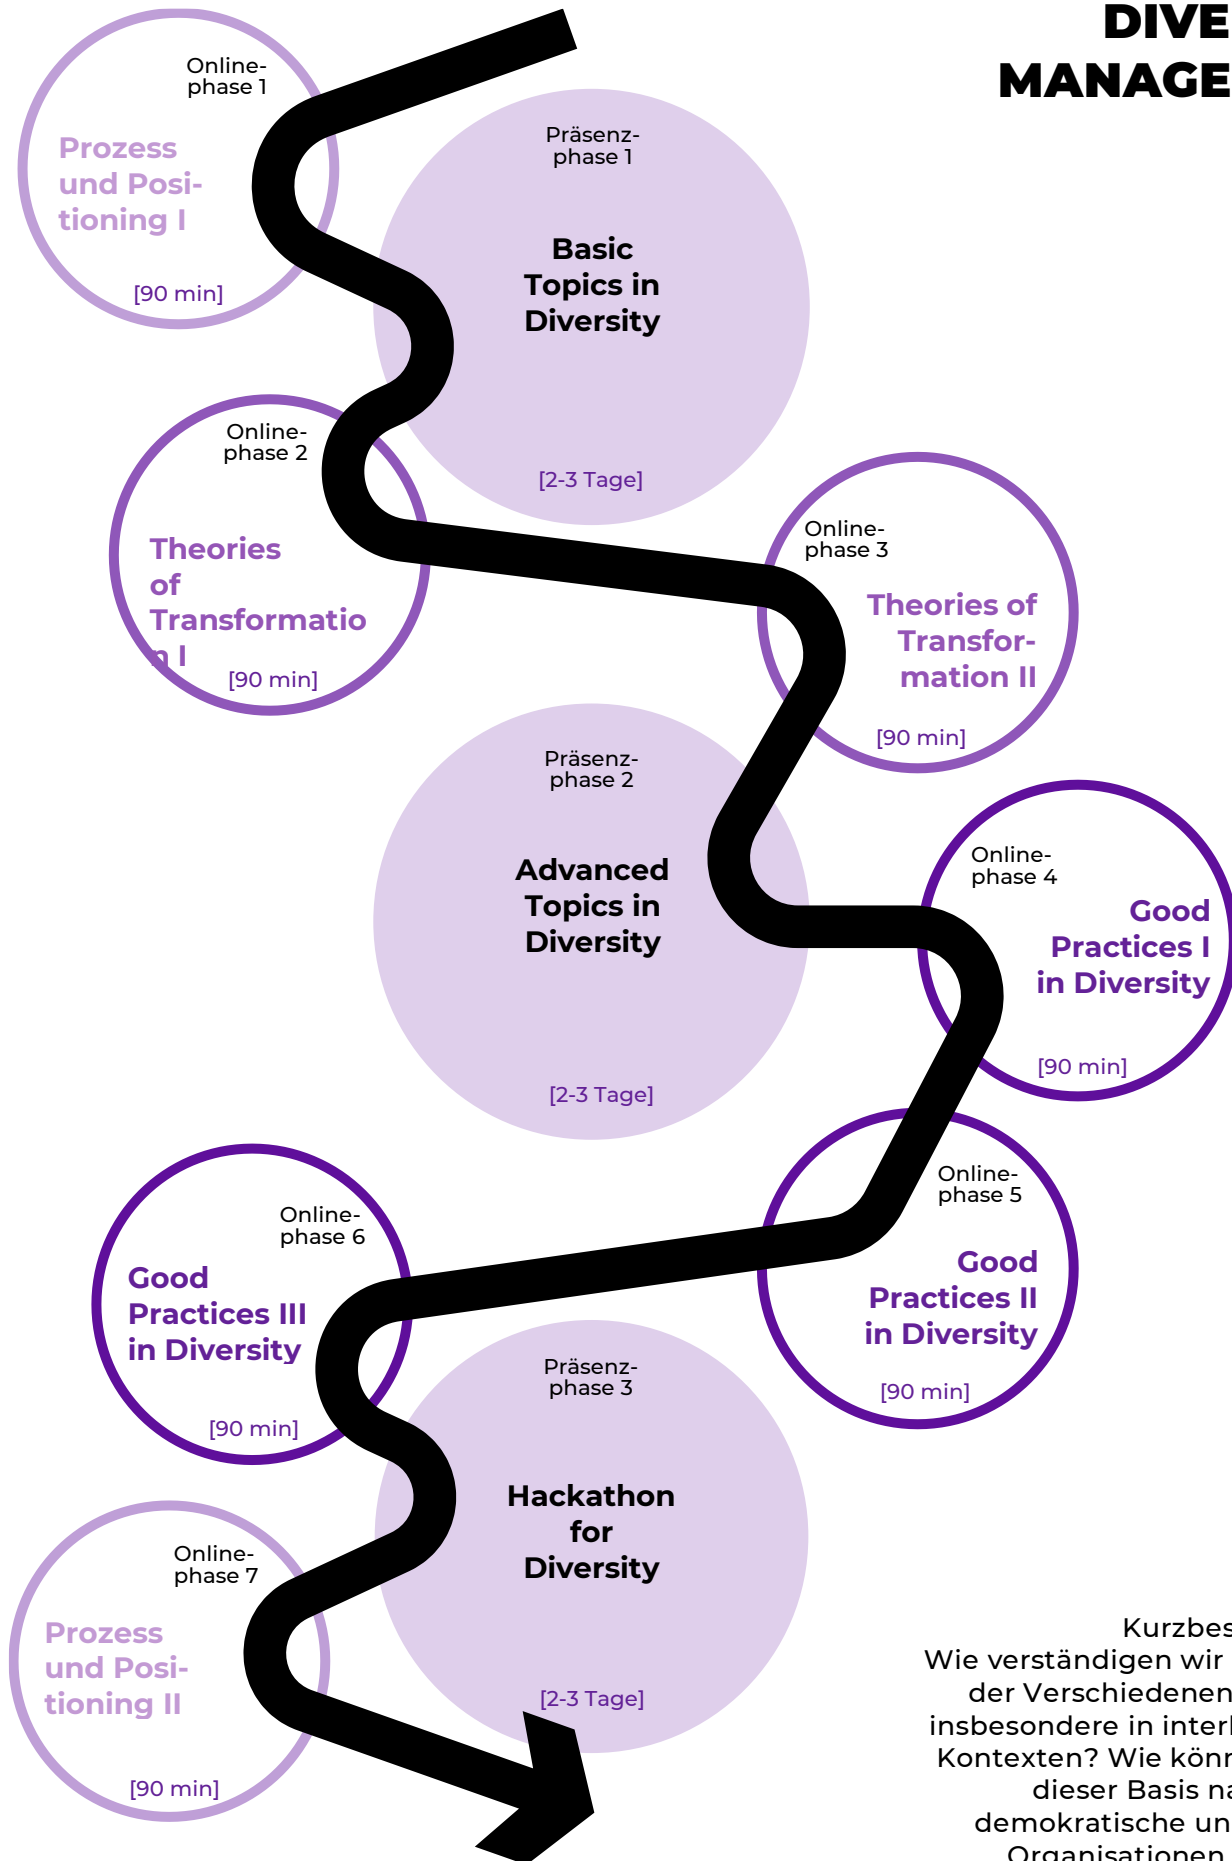 DIVE
MANAGE
Online-
phase 1
Prozess
und Posi-
tioning I
[90 min]
Präsenz-
phase 1
Basic
Topics in
Diversity
[2-3 Tage]
Online-
phase 2
Theories
of
Transformatio
n I
[90 min]
Online-
phase 3
Theories of
Transfor-
mation II
[90 min]
Präsenz-
phase 2
Advanced
Topics in
Diversity
[2-3 Tage]
Online-
phase 4
Good
Practices I
in Diversity
[90 min]
Online-
phase 5
Good
Practices II
in Diversity
[90 min]
Online-
phase 6
Good
Practices III
in Diversity
[90 min]
Präsenz-
phase 3
Hackathon
for
Diversity
[2-3 Tage]
Online-
phase 7
Prozess
und Posi-
tioning II
[90 min]
Kurzbes
Wie verständigen wir
der Verschiedenen
insbesondere in inter
Kontexten? Wie könn
dieser Basis na
demokratische un
Organisationen